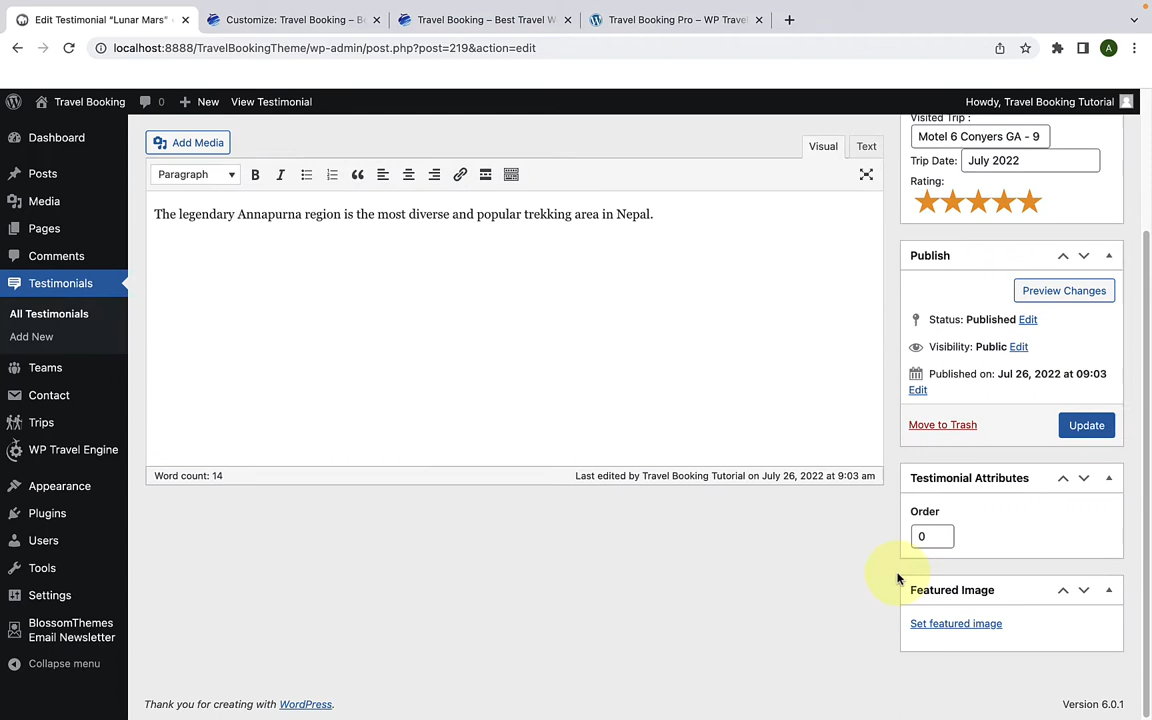 Edit Testimonial “Lunar Mars”
Customize: Travel Booking – Be
Travel Booking – Best Travel W
Travel Booking Pro – WP Trave
localhost:8888/TravelBookingTheme/wp-admin/post.php?post=219&action=edit
A
Travel Booking
0
New
View Testimonial
Howdy, Travel Booking Tutorial
Dashboard
Posts
Media
Pages
Comments
Testimonials
All Testimonials
Add New
Teams
Contact
Trips
WP Travel Engine
Appearance
Plugins
Users
Tools
Settings
BlossomThemes
Email Newsletter
Collapse menu
Add Media
Visual
Text
Paragraph
B
I
The legendary Annapurna region is the most diverse and popular trekking area in Nepal.
Word count: 14
Last edited by Travel Booking Tutorial on July 26, 2022 at 9:03 am
Visited Trip :
Motel 6 Conyers GA - 9
Trip Date:
July 2022
Rating:
Publish
Preview Changes
Status: Published Edit
Visibility: Public Edit
Published on: Jul 26, 2022 at 09:03
Edit
Move to Trash
Update
Testimonial Attributes
Order
0
Featured Image
Set featured image
Thank you for creating with WordPress.
Version 6.0.1